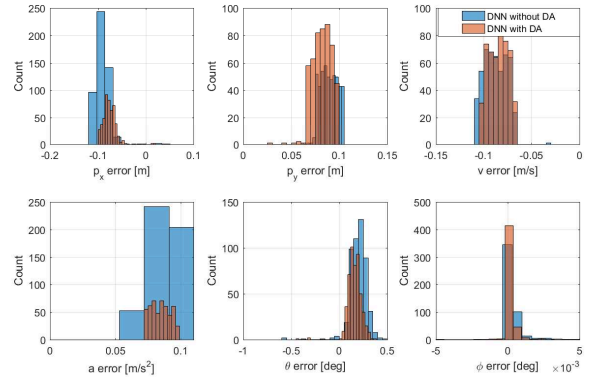 DNN without DA
DNN with DA
250
200
150
100
50
0
Count
-0.2 -0.1 0 0.1
p_x error [m]
100
80
60
40
20
0
Count
0 0.05 0.1 0.15
p_y error [m]
80
60
40
20
0
Count
-0.15 -0.1 -0.05 0
v error [m/s]
250
200
150
100
50
0
Count
0 0.05 0.1
a error [m/s²]
150
100
50
0
Count
-1 -0.5 0 0.5
θ error [deg]
500
400
300
200
100
0
Count
-5 0 5
×10⁻³
ϕ error [deg]